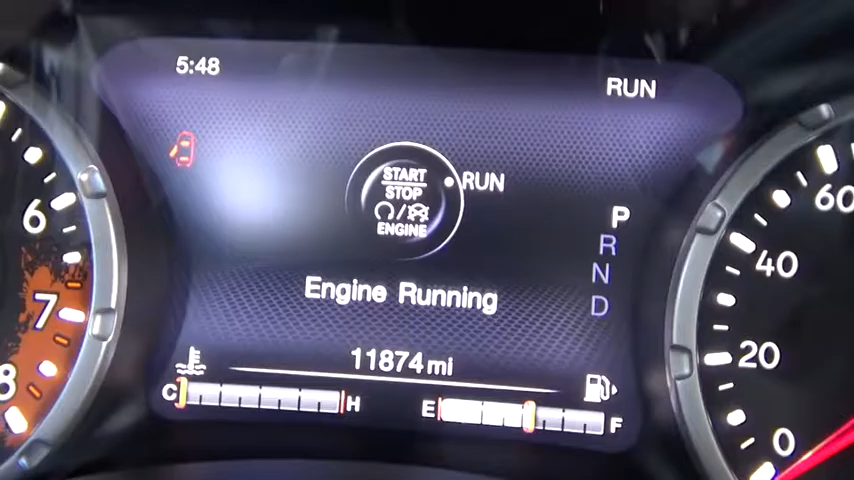 5:48
RUN
START
STOP
ENGINE
RUN
P
R
N
D
Engine Running
11874 mi
C H
E F
6
7
8
60
40
20
0